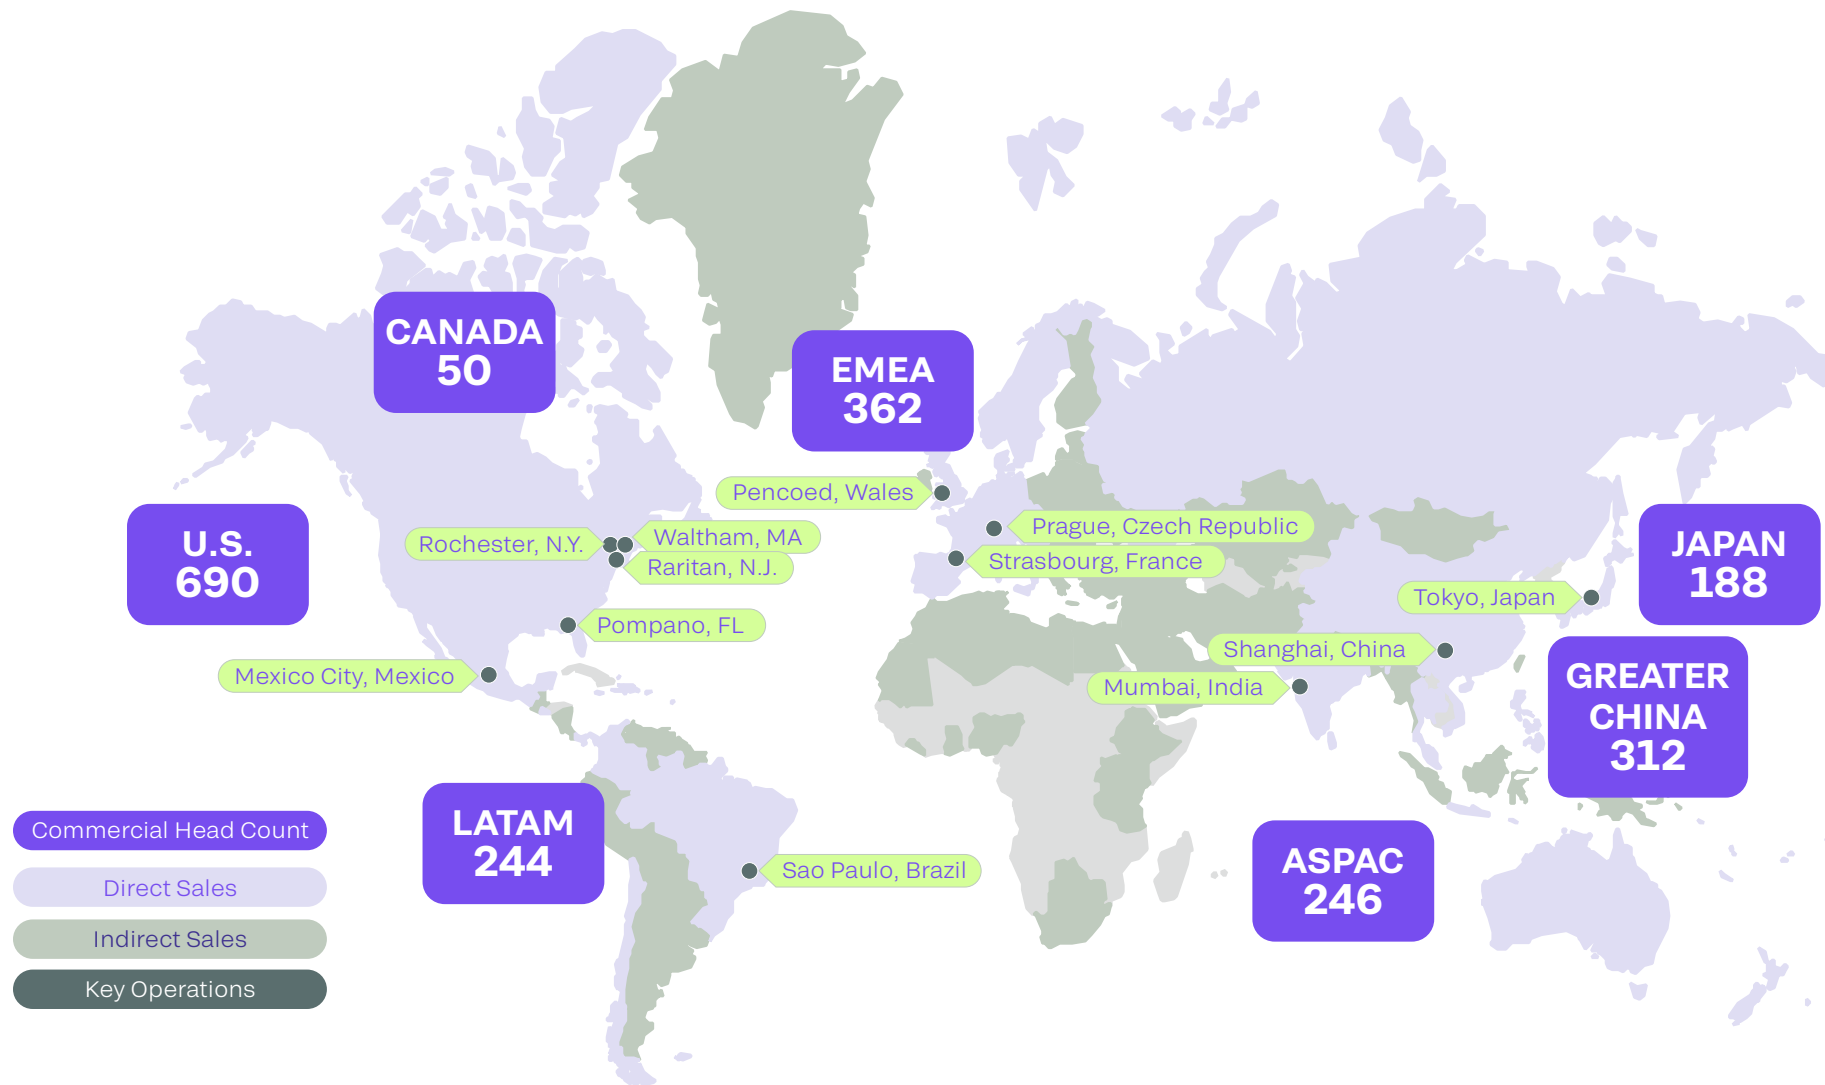 CANADA
50
EMEA
362
U.S.
690
JAPAN
188
GREATER
CHINA
312
LATAM
244
ASPAC
246
Pencoed, Wales
Prague, Czech Republic
Strasbourg, France
Rochester, N.Y.
Waltham, MA
Raritan, N.J.
Pompano, FL
Mexico City, Mexico
Tokyo, Japan
Shanghai, China
Mumbai, India
Sao Paulo, Brazil
Commercial Head Count
Direct Sales
Indirect Sales
Key Operations